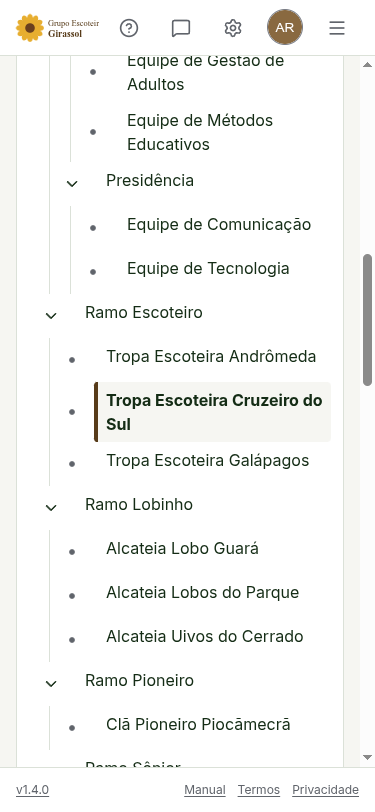 Grupo Escoteir
Girassol
AR
Equipe de Gestão de
Adultos
Equipe de Métodos
Educativos
Presidência
Equipe de Comunicação
Equipe de Tecnologia
Ramo Escoteiro
Tropa Escoteira Andrômeda
Tropa Escoteira Cruzeiro do
Sul
Tropa Escoteira Galápagos
Ramo Lobinho
Alcateia Lobo Guará
Alcateia Lobos do Parque
Alcateia Uivos do Cerrado
Ramo Pioneiro
Clã Pioneiro Piocãmecrã
Ramo Sênior
v1.4.0 Manual Termos Privacidade